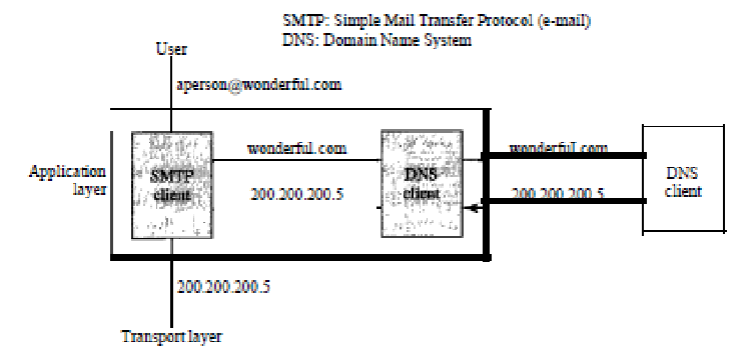 SMTP: Simple Mail Transfer Protocol (e-mail)
DNS: Domain Name System
User
aperson@wonderful.com
wonderful.com
wonderful.com
Application
layer
SMTP
client
DNS
client
DNS
client
200.200.200.5
200.200.200.5
200.200.200.5
Transport layer